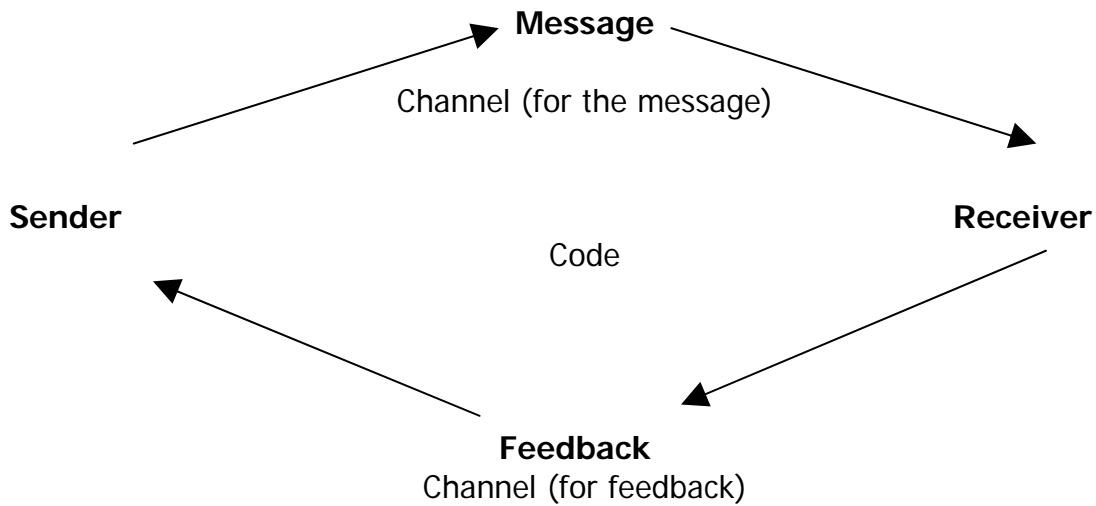 Message
Channel (for the message)
Sender
Receiver
Code
Feedback
Channel (for feedback)